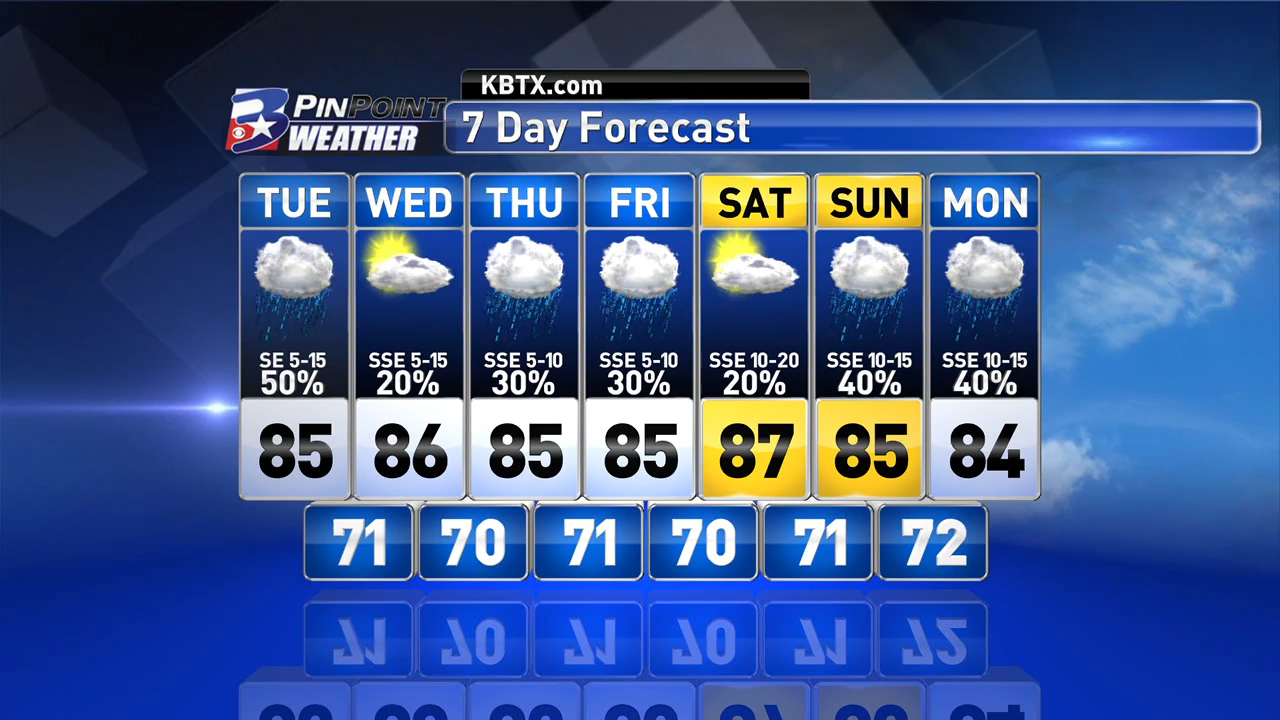 KBTX.com
PINPOINT
WEATHER
7 Day Forecast
TUE WED THU FRI SAT SUN MON
SE 5-15 SSE 5-15 SSE 5-10 SSE 5-10 SSE 10-20 SSE 10-15 SSE 10-15
50% 20% 30% 30% 20% 40% 40%
85 86 85 85 87 85 84
71 70 71 70 71 72